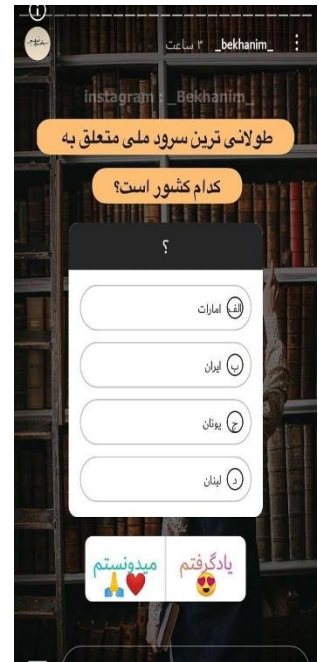 _bekhanim_ ۳ ساعت
instagram : _Bekhanim_
طولانی ترین سرود ملی متعلق به
کدام کشور است؟
؟
الف امارات
ب ایران
ج یونان
د لبنان
یادگرفتم😍
میدونستم❤️🙏